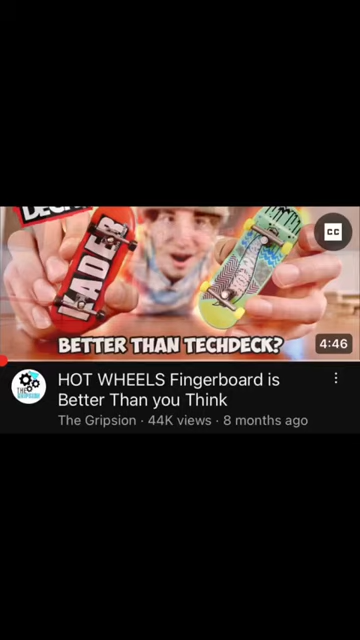 CC
KADER
BETTER THAN TECHDECK?
4:46
HOT WHEELS Fingerboard is
Better Than you Think
The Gripsion · 44K views · 8 months ago